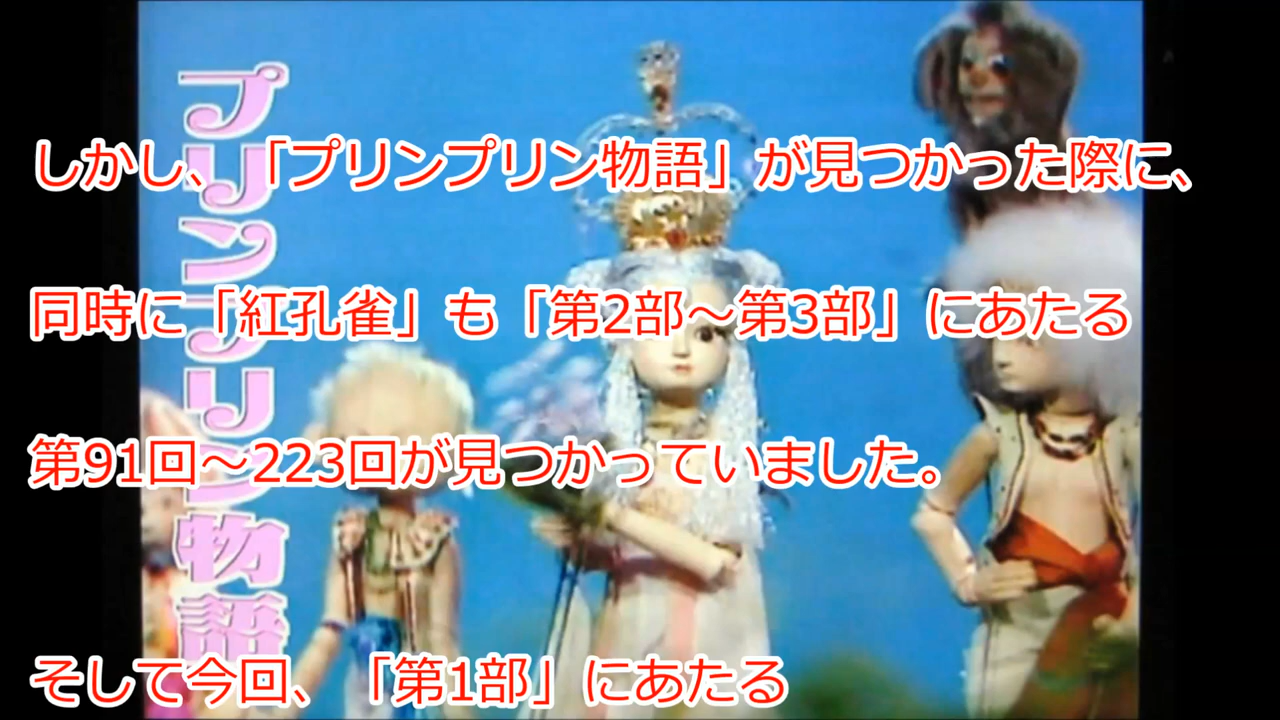 プリンプリン物語
しかし、「プリンプリン物語」が見つかった際に、
同時に「紅孔雀」も「第2部～第3部」にあたる
第91回～223回が見つかっていました。
そして今回、「第1部」にあたる